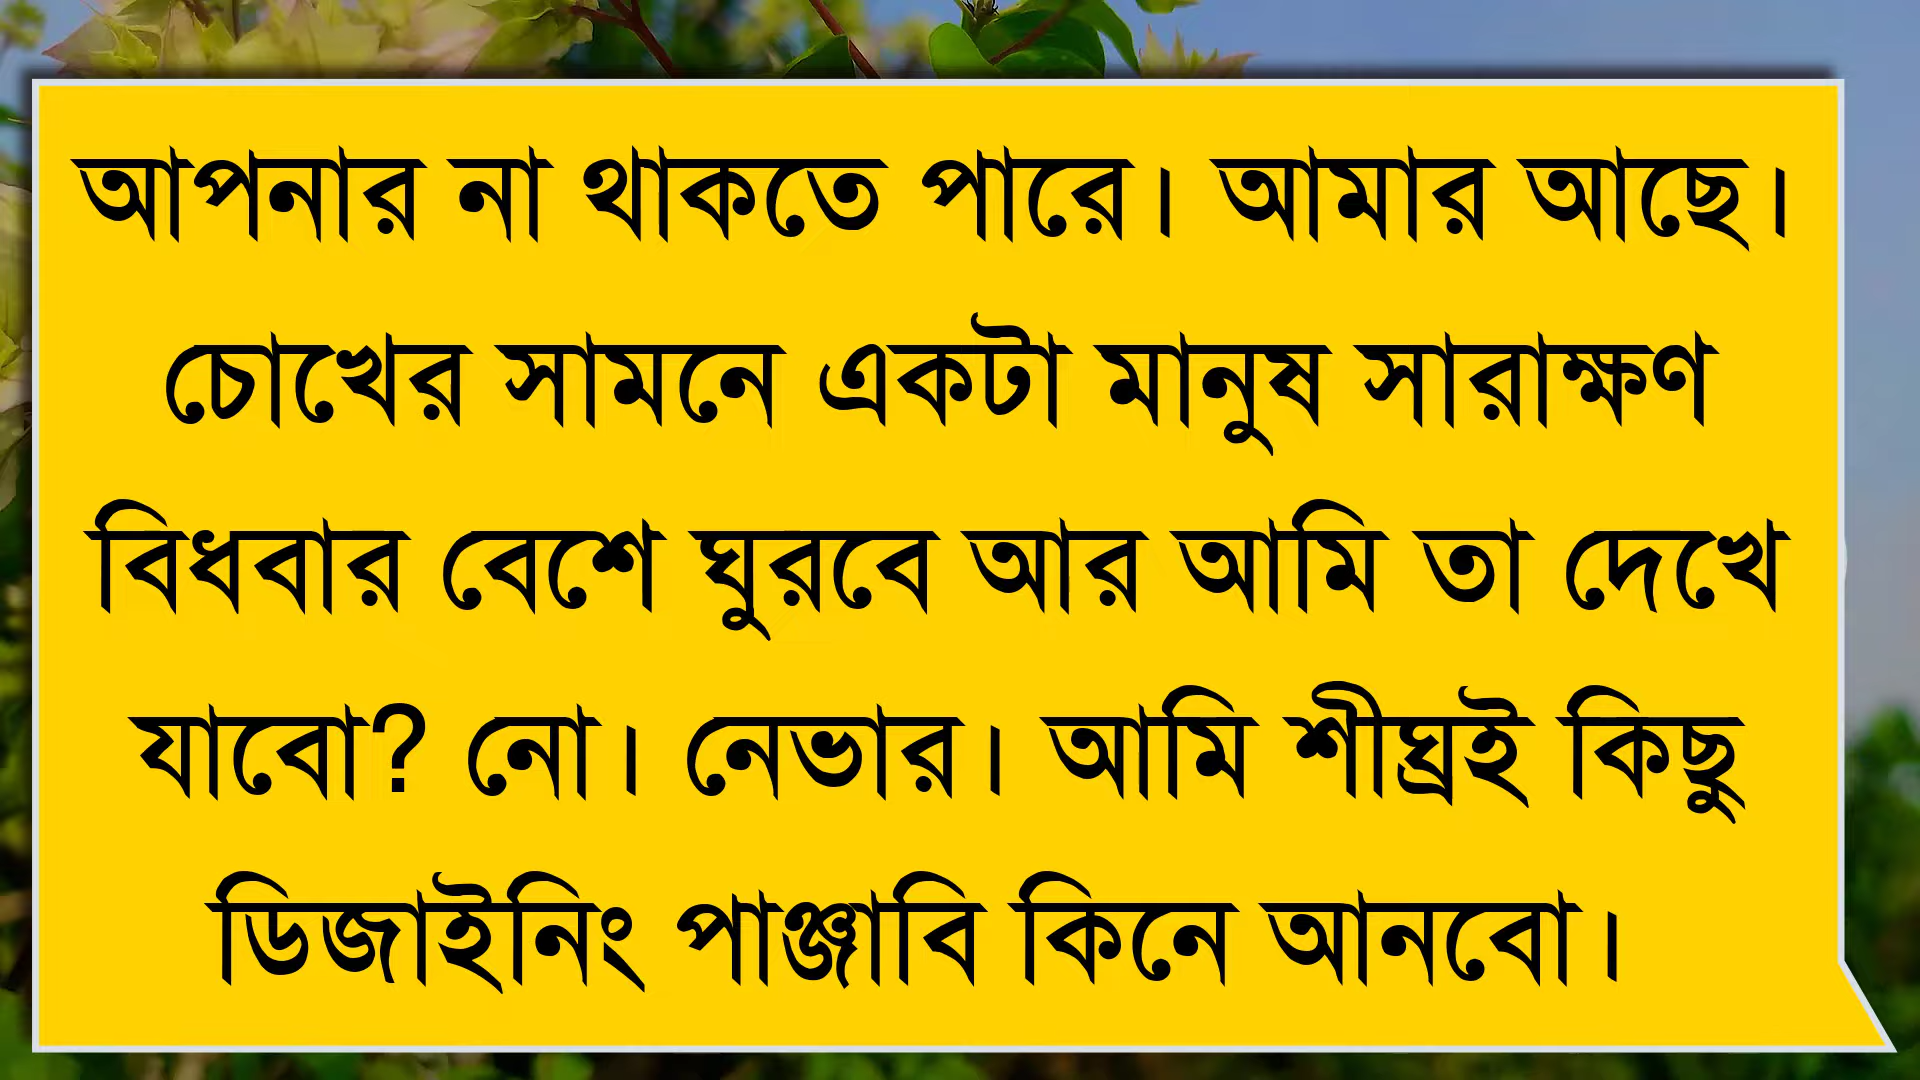 আপনার না থাকতে পারে। আমার আছে।
চোখের সামনে একটা মানুষ সারাক্ষণ
বিধবার বেশে ঘুরবে আর আমি তা দেখে
যাবো? নো। নেভার। আমি শীঘ্রই কিছু
ডিজাইনিং পাঞ্জাবি কিনে আনবো।